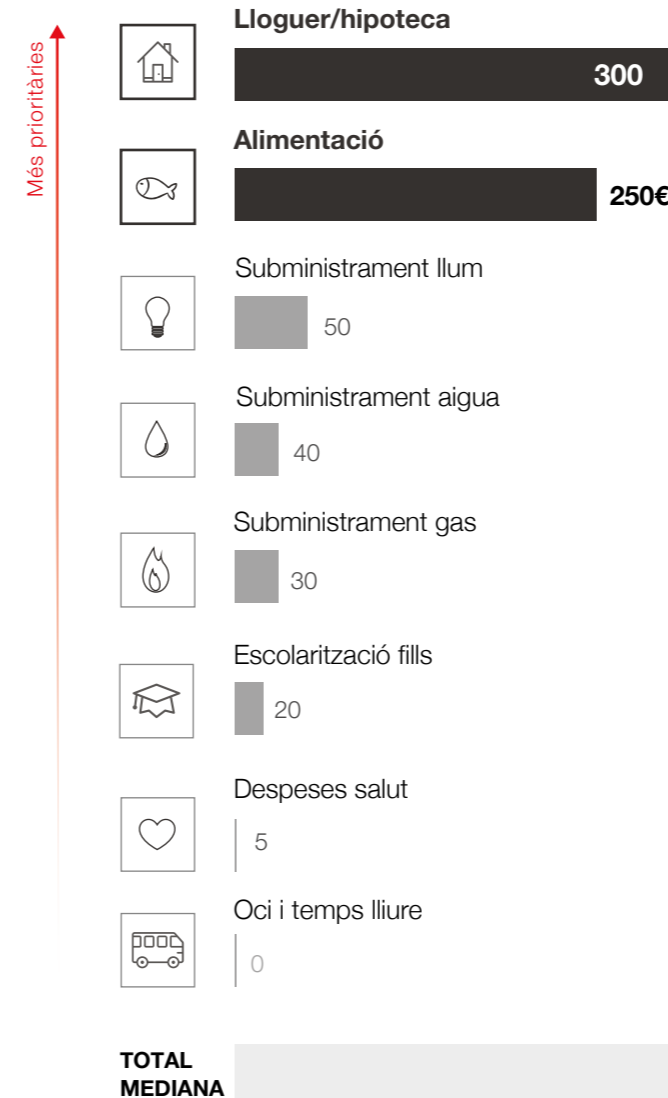 Més prioritàries
Lloguer/hipoteca
300
Alimentació
250€
Subministrament llum
50
Subministrament aigua
40
Subministrament gas
30
Escolarització fills
20
Despeses salut
5
Oci i temps lliure
0
TOTAL
MEDIANA